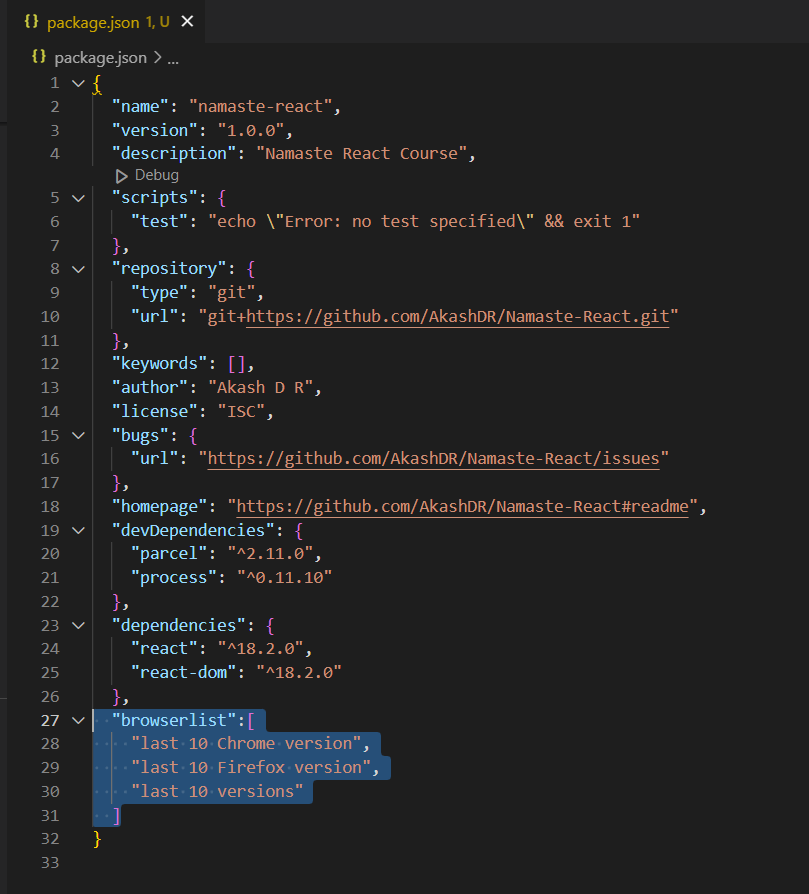 {} package.json 1, U ×
{} package.json > ...
1 {
2 "name": "namaste-react",
3 "version": "1.0.0",
4 "description": "Namaste React Course",
Debug
5 "scripts": {
6 "test": "echo \"Error: no test specified\" && exit 1"
7 },
8 "repository": {
9 "type": "git",
10 "url": "git+https://github.com/AkashDR/Namaste-React.git"
11 },
12 "keywords": [],
13 "author": "Akash D R",
14 "license": "ISC",
15 "bugs": {
16 "url": "https://github.com/AkashDR/Namaste-React/issues"
17 },
18 "homepage": "https://github.com/AkashDR/Namaste-React#readme",
19 "devDependencies": {
20 "parcel": "^2.11.0",
21 "process": "^0.11.10"
22 },
23 "dependencies": {
24 "react": "^18.2.0",
25 "react-dom": "^18.2.0"
26 },
27 "browserlist":[
28 "last 10 Chrome version",
29 "last 10 Firefox version",
30 "last 10 versions"
31 ]
32 }
33